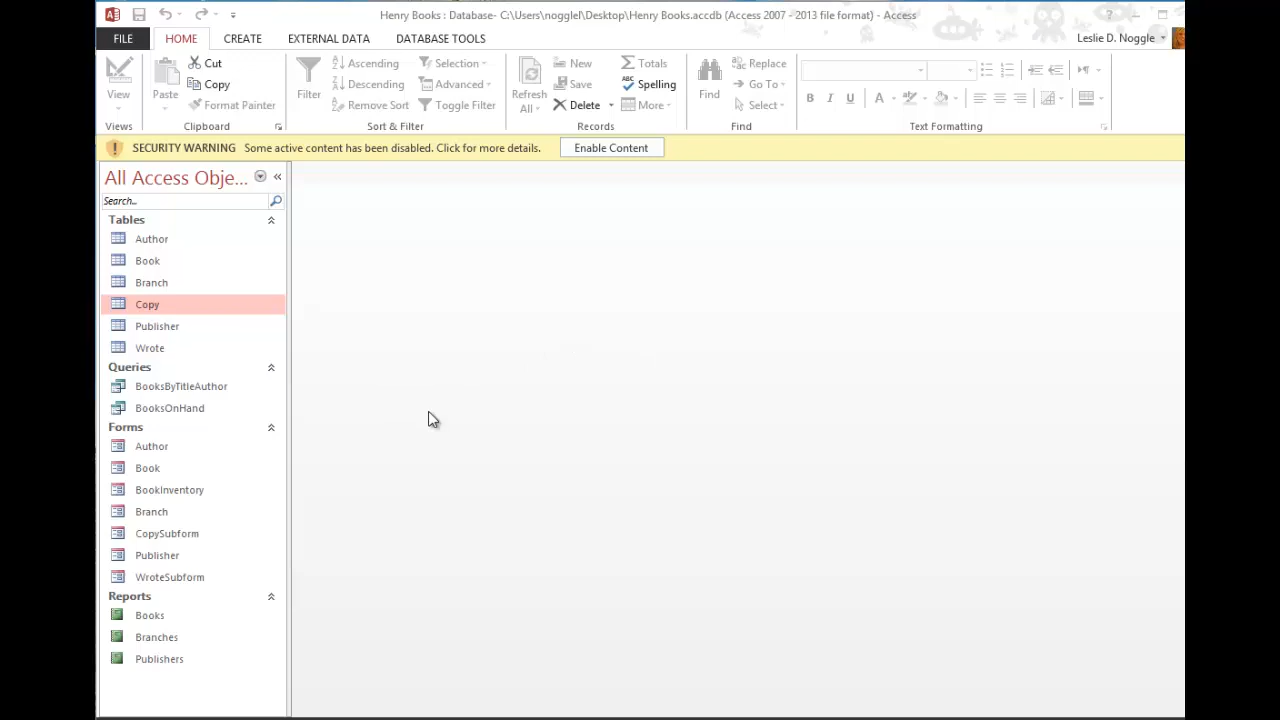 Henry Books : Database- C:\Users\nogglel\Desktop\Henry Books.accdb (Access 2007 - 2013 file format) - Access
?
FILE HOME CREATE EXTERNAL DATA DATABASE TOOLS Leslie D. Noggle
View
Views
Paste
Cut
Copy
Format Painter
Clipboard
Filter
Ascending
Descending
Remove Sort
Selection
Advanced
Toggle Filter
Sort & Filter
Refresh
All
New
Save
Delete
Totals
Spelling
More
Records
Find
Replace
Go To
Select
Find
B I U A
Text Formatting
SECURITY WARNING Some active content has been disabled. Click for more details. Enable Content
All Access Obje...
Search...
Tables
Author
Book
Branch
Copy
Publisher
Wrote
Queries
BooksByTitleAuthor
BooksOnHand
Forms
Author
Book
BookInventory
Branch
CopySubform
Publisher
WroteSubform
Reports
Books
Branches
Publishers